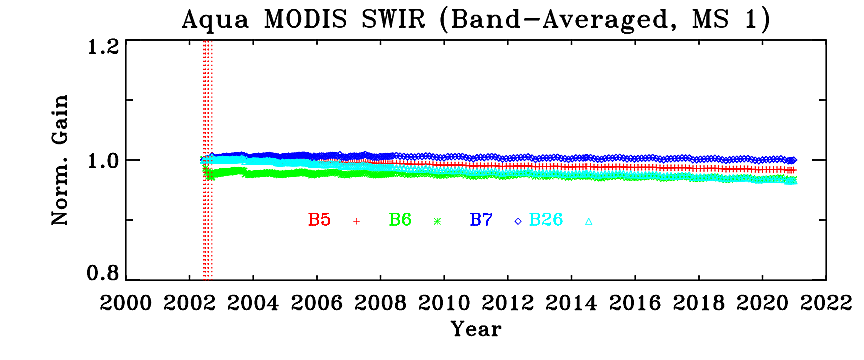 Aqua MODIS SWIR (Band-Averaged, MS 1)
1.2
1.0
0.8
Norm. Gain
B5 B6 B7 B26
2000 2002 2004 2006 2008 2010 2012 2014 2016 2018 2020 2022
Year